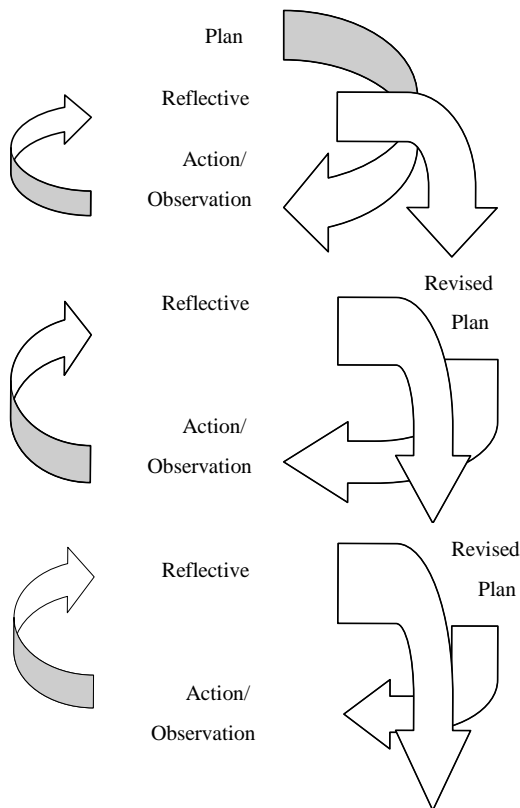 Plan
Reflective
Action/
Observation
Revised
Plan
Reflective
Action/
Observation
Revised
Plan
Reflective
Action/
Observation